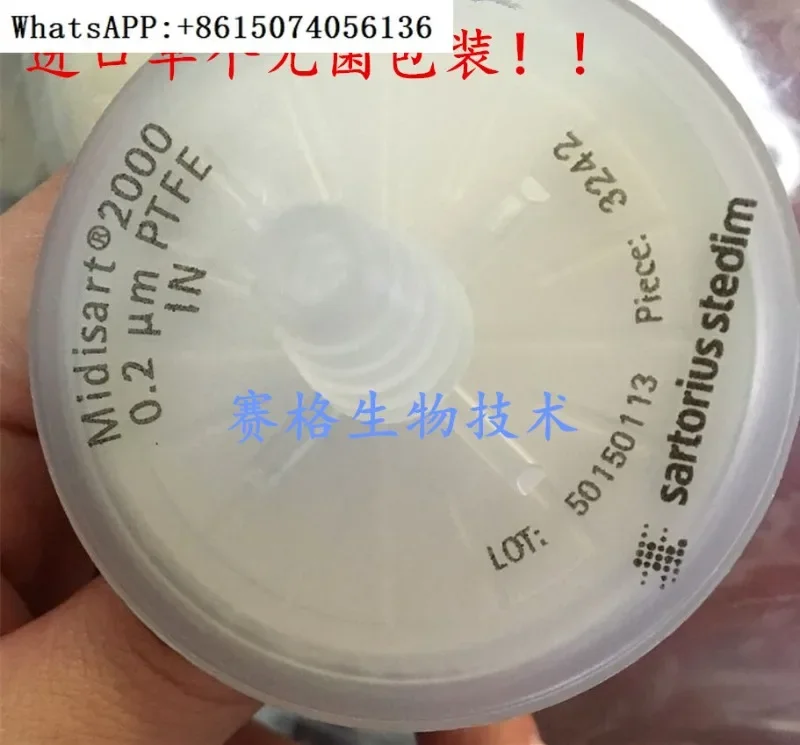 WhatsAPP:+8615074056136
进口单个无菌包装！！
Midisart®2000
0.2 µm PTFE
IN
Piece: 3242
LOT: 50150113
sartorius stedim
赛格生物技术